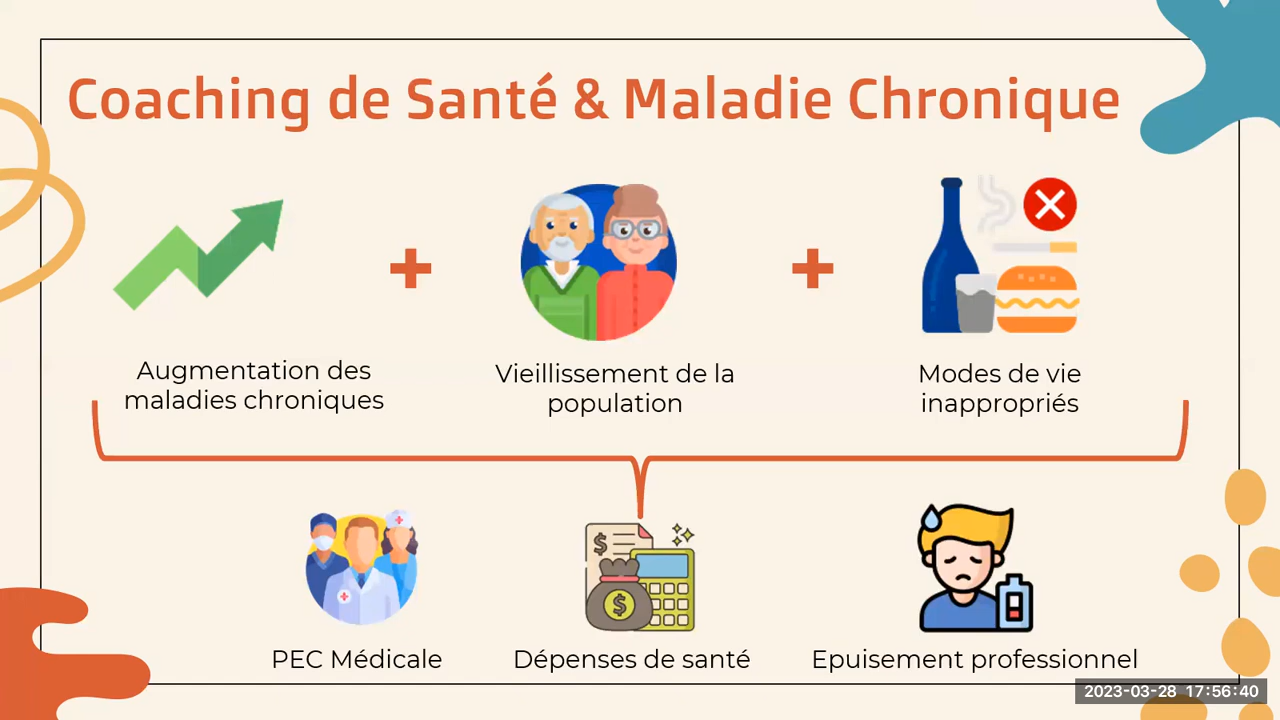 Coaching de Santé & Maladie Chronique
Augmentation des
maladies chroniques
Vieillissement de la
population
Modes de vie
inappropriés
PEC Médicale
Dépenses de santé
Epuisement professionnel
2023-03-28 17:56:40